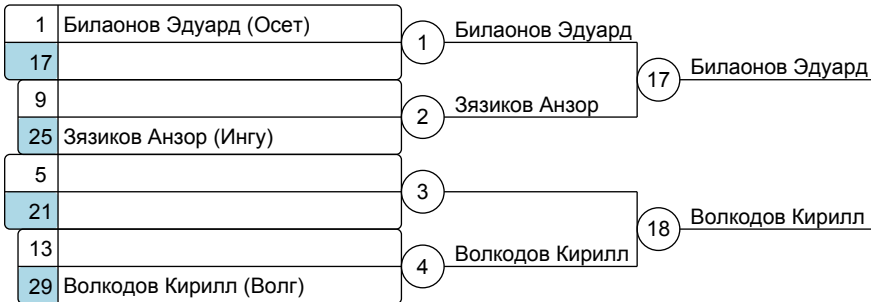 1 Билаонов Эдуард (Осет)
17
9
25 Зязиков Анзор (Ингу)
5
21
13
29 Волкодов Кирилл (Волг)
1 Билаонов Эдуард
2 Зязиков Анзор
3
4 Волкодов Кирилл
17 Билаонов Эдуард
18 Волкодов Кирилл